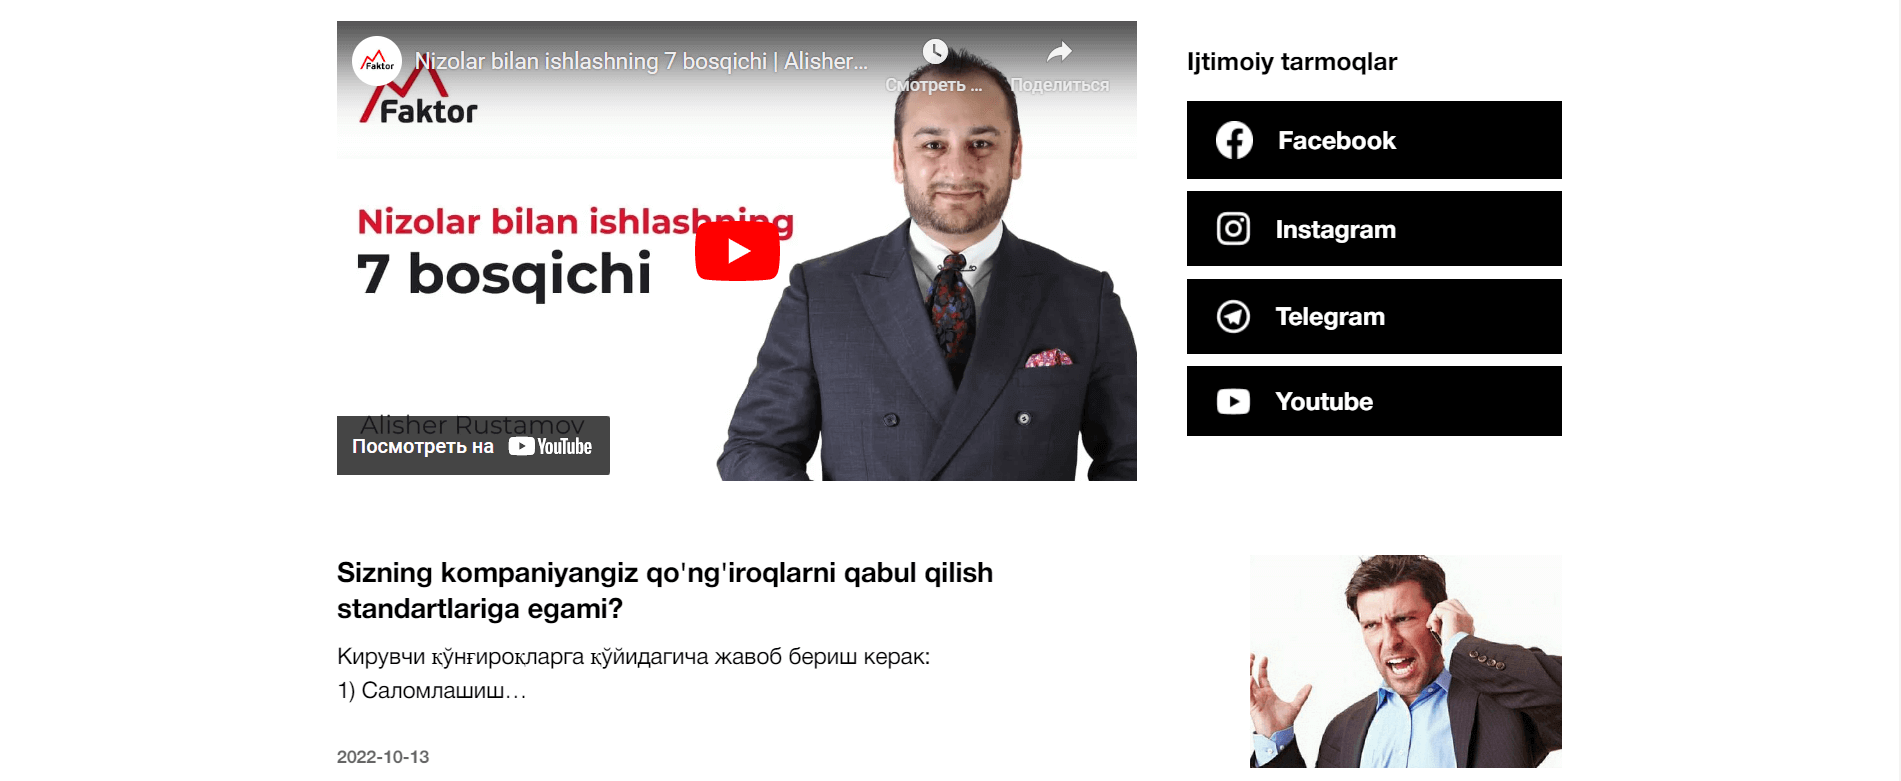 Faktor
Nizolar bilan ishlashning 7 bosqichi | Alisher...
Смотреть ...
Поделиться
Faktor
Nizolar bilan ishlashning
7 bosqichi
Alisher Rustamov
Посмотреть на YouTube
Ijtimoiy tarmoqlar
Facebook
Instagram
Telegram
Youtube
Sizning kompaniyangiz qo'ng'iroqlarni qabul qilish
standartlariga egami?
Кирувчи қўнғироқларга қўйидагича жавоб бериш керак:
1) Саломлашиш…
2022-10-13